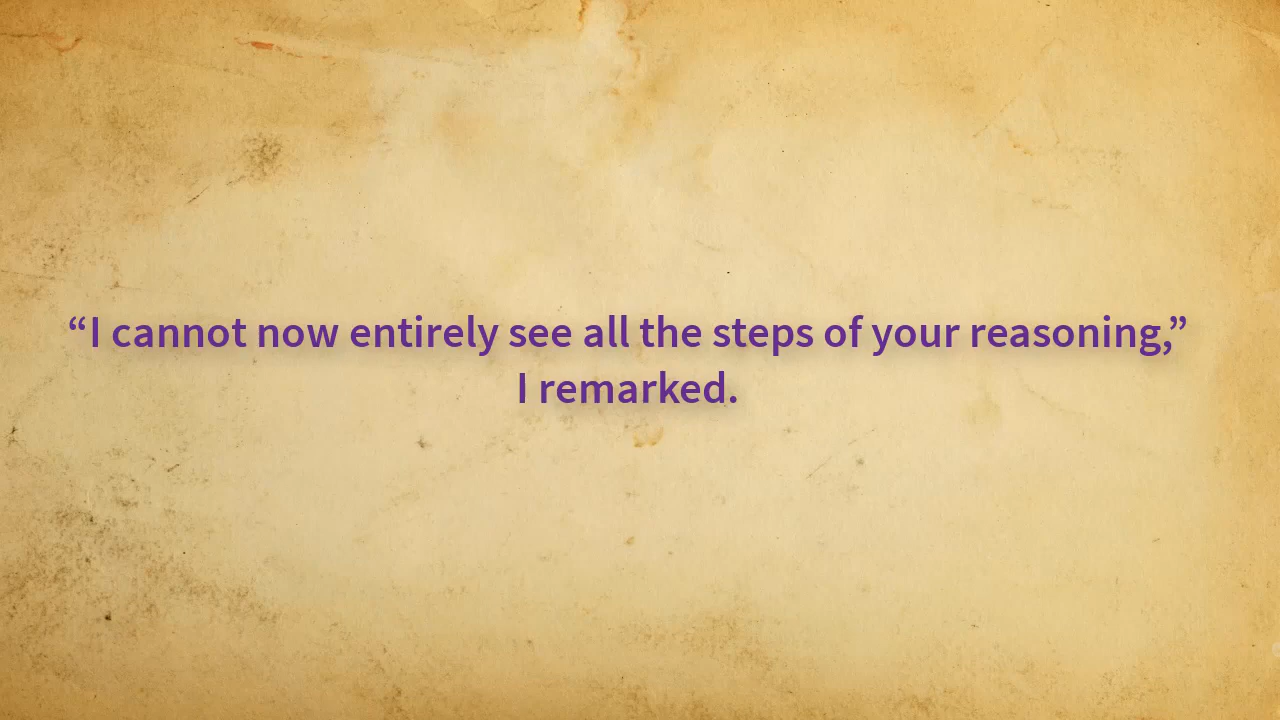 “I cannot now entirely see all the steps of your reasoning,”
I remarked.